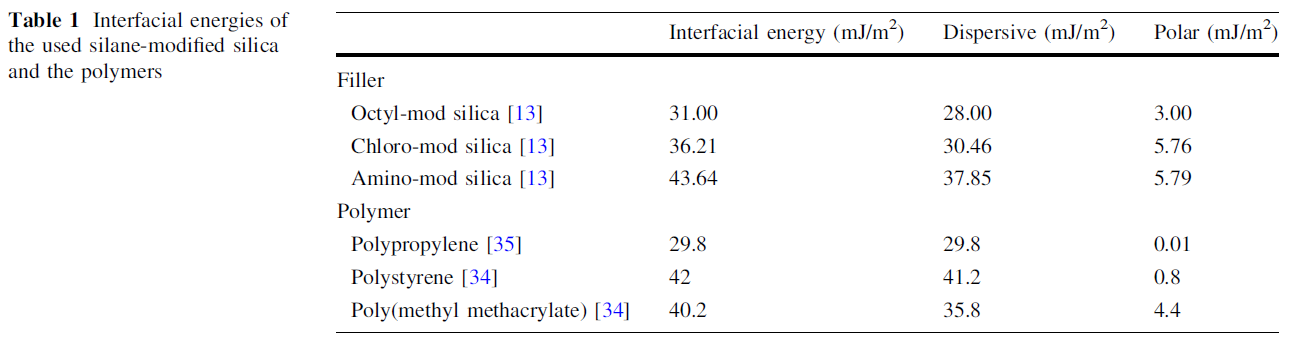 Table 1 Interfacial energies of
the used silane-modified silica
and the polymers
Interfacial energy (mJ/m²) Dispersive (mJ/m²) Polar (mJ/m²)
Filler
Octyl-mod silica [13] 31.00 28.00 3.00
Chloro-mod silica [13] 36.21 30.46 5.76
Amino-mod silica [13] 43.64 37.85 5.79
Polymer
Polypropylene [35] 29.8 29.8 0.01
Polystyrene [34] 42 41.2 0.8
Poly(methyl methacrylate) [34] 40.2 35.8 4.4